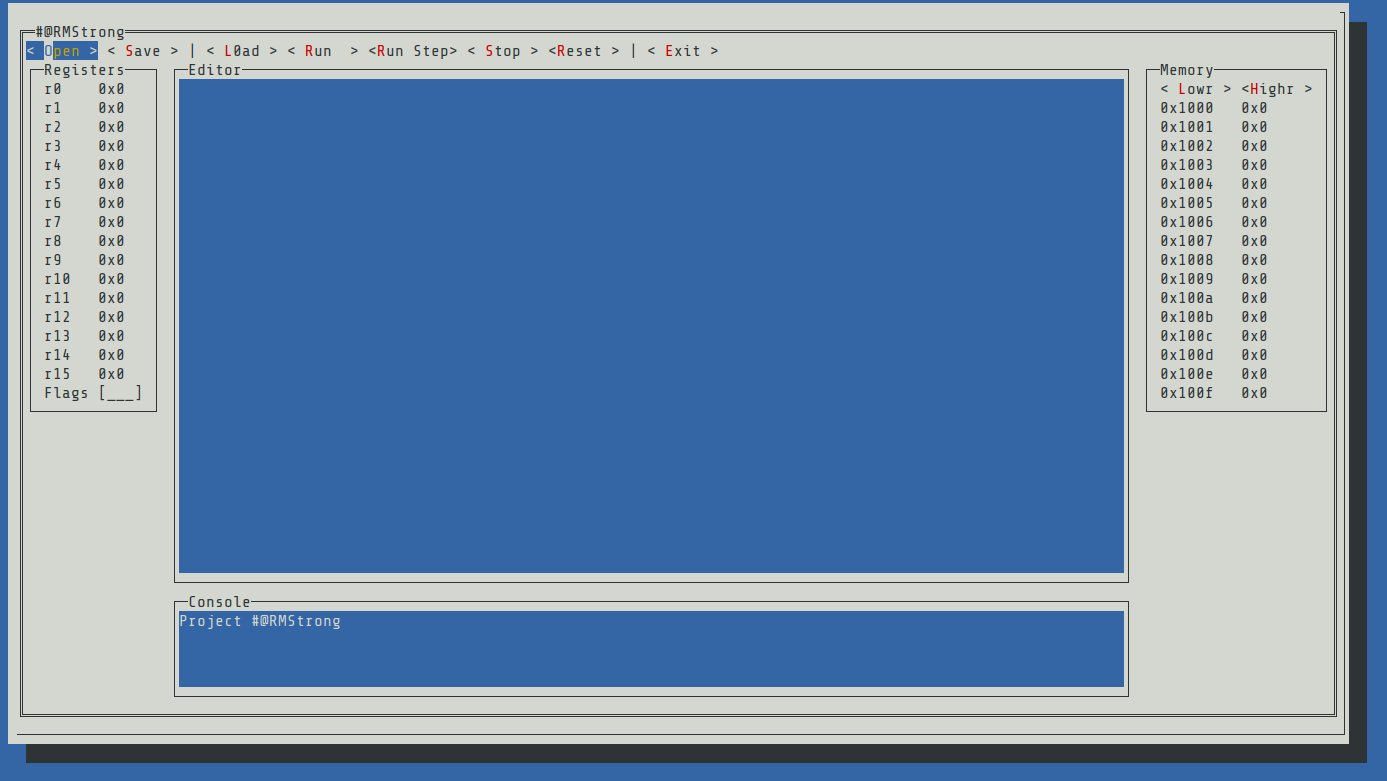 #@RMStrong
< Open > < Save > | < L0ad > < Run  > <Run Step> < Stop > <Reset > | < Exit >
Registers
r0 0x0
r1 0x0
r2 0x0
r3 0x0
r4 0x0
r5 0x0
r6 0x0
r7 0x0
r8 0x0
r9 0x0
r10 0x0
r11 0x0
r12 0x0
r13 0x0
r14 0x0
r15 0x0
Flags [___]
Editor
Console
Project #@RMStrong
Memory
< Lowr > <Highr >
0x1000 0x0
0x1001 0x0
0x1002 0x0
0x1003 0x0
0x1004 0x0
0x1005 0x0
0x1006 0x0
0x1007 0x0
0x1008 0x0
0x1009 0x0
0x100a 0x0
0x100b 0x0
0x100c 0x0
0x100d 0x0
0x100e 0x0
0x100f 0x0